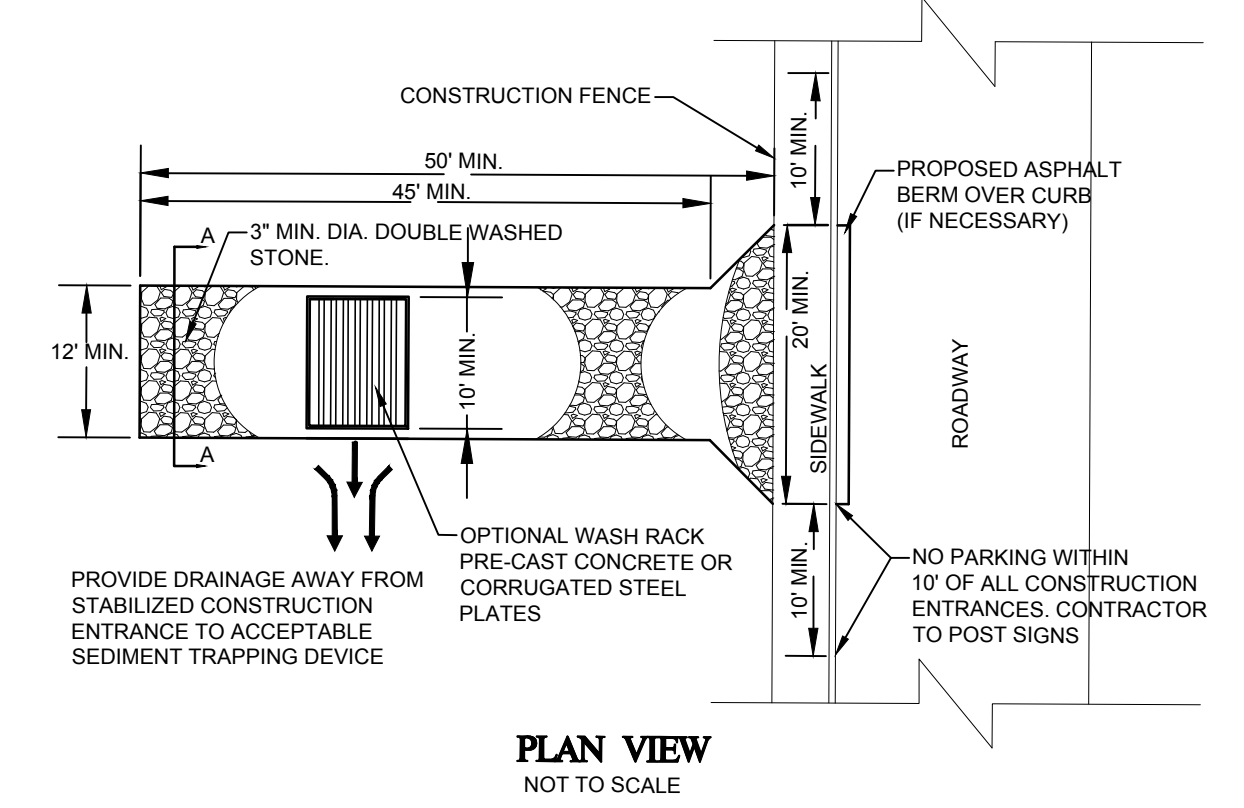 CONSTRUCTION FENCE
50' MIN.
45' MIN.
10' MIN.
PROPOSED ASPHALT
BERM OVER CURB
(IF NECESSARY)
A
3" MIN. DIA. DOUBLE WASHED
STONE.
12' MIN.
10' MIN.
20' MIN.
SIDEWALK
ROADWAY
A
OPTIONAL WASH RACK
PRE-CAST CONCRETE OR
CORRUGATED STEEL
PLATES
10' MIN.
NO PARKING WITHIN
10' OF ALL CONSTRUCTION
ENTRANCES. CONTRACTOR
TO POST SIGNS
PROVIDE DRAINAGE AWAY FROM
STABILIZED CONSTRUCTION
ENTRANCE TO ACCEPTABLE
SEDIMENT TRAPPING DEVICE
PLAN VIEW
NOT TO SCALE